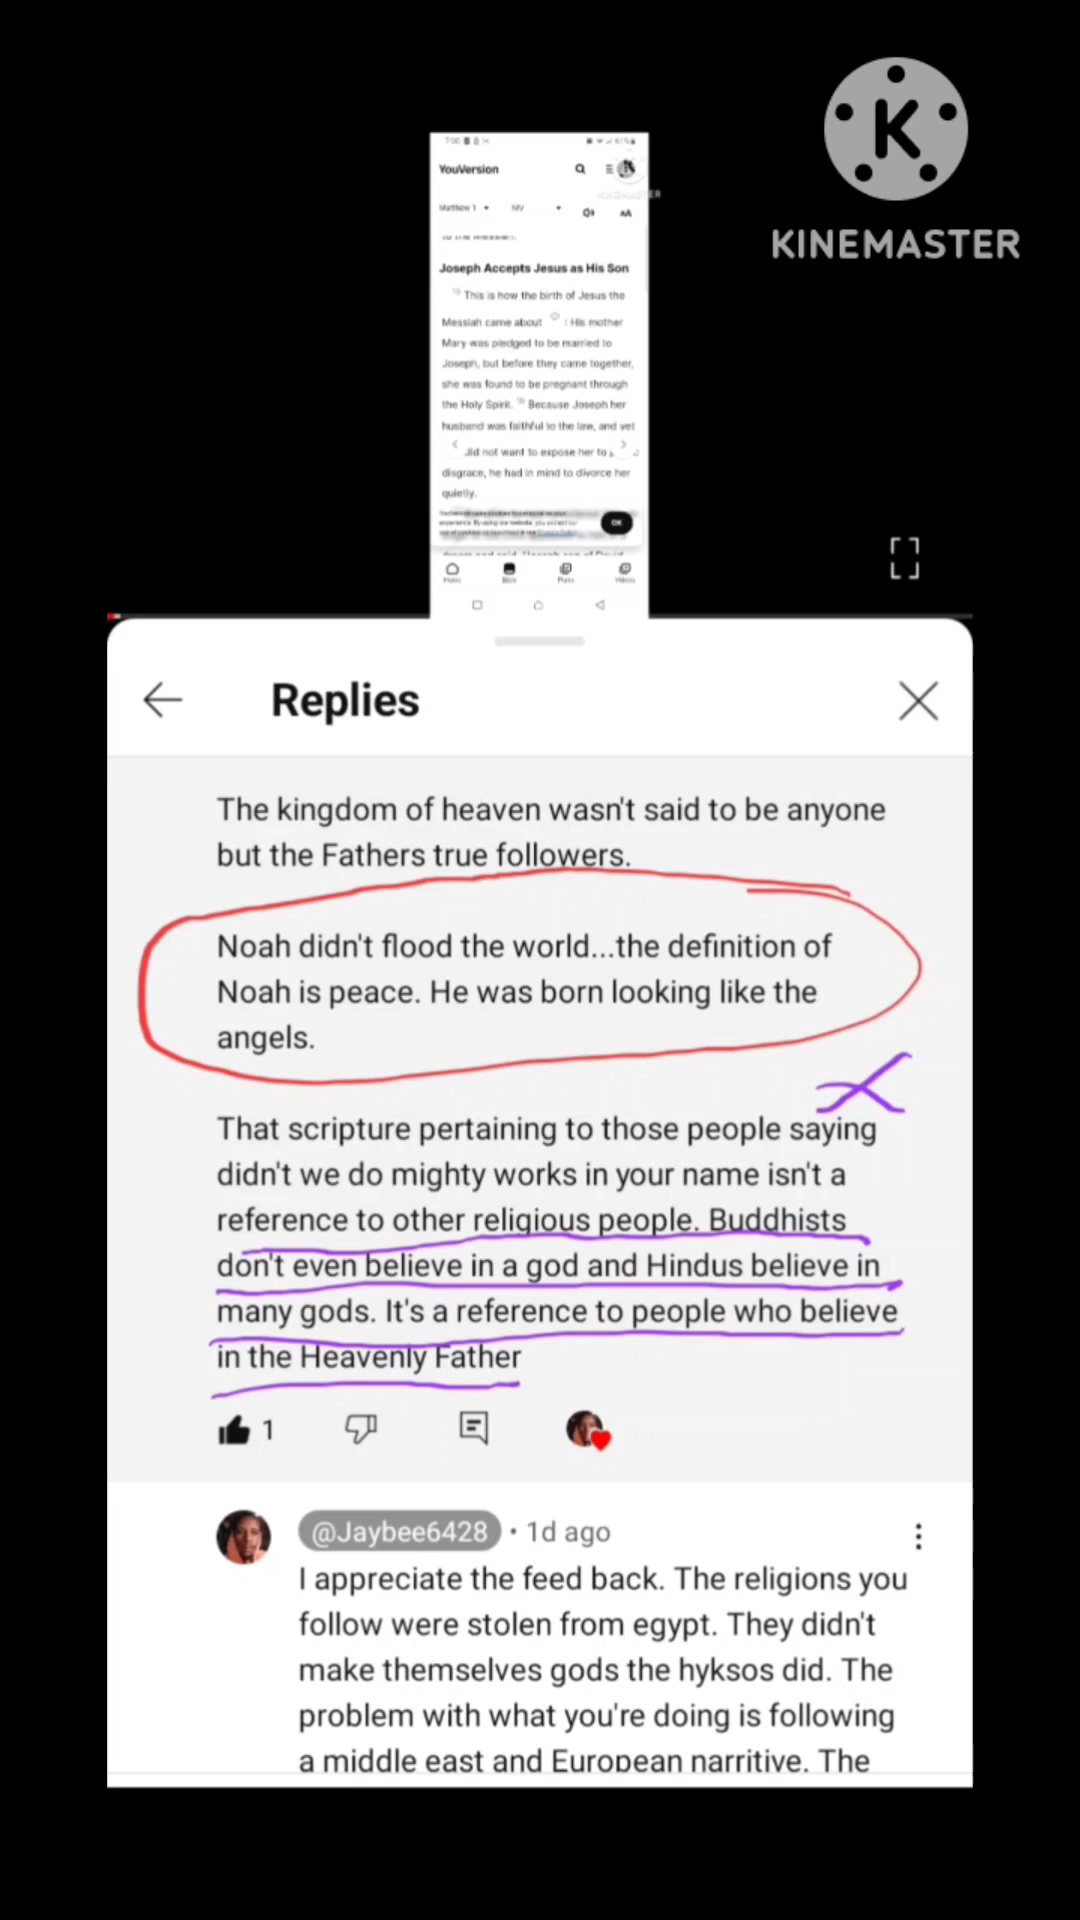 KINEMASTER
YouVersion
Matthew 1
NIV
AA
Joseph Accepts Jesus as His Son
This is how the birth of Jesus the
Messiah came about : His mother
Mary was pledged to be married to
Joseph, but before they came together,
she was found to be pregnant through
the Holy Spirit. Because Joseph her
husband was faithful to the law, and yet
did not want to expose her to
disgrace, he had in mind to divorce her
quietly.
OK
Home
Bible
Plans
Videos
Replies
The kingdom of heaven wasn't said to be anyone
but the Fathers true followers.
Noah didn't flood the world...the definition of
Noah is peace. He was born looking like the
angels.
That scripture pertaining to those people saying
didn't we do mighty works in your name isn't a
reference to other religious people. Buddhists
don't even believe in a god and Hindus believe in
many gods. It's a reference to people who believe
in the Heavenly Father
1
@Jaybee6428 • 1d ago
I appreciate the feed back. The religions you
follow were stolen from egypt. They didn't
make themselves gods the hyksos did. The
problem with what you're doing is following
a middle east and European narritive. The